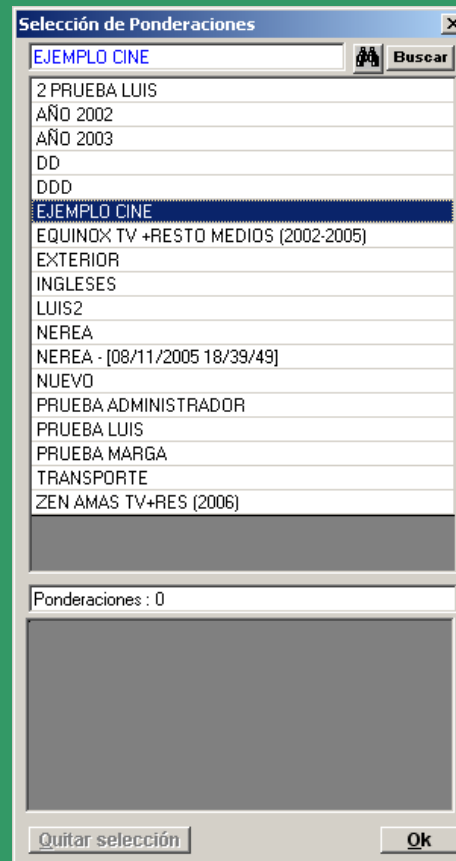 Selección de Ponderaciones
EJEMPLO CINE
Buscar
2 PRUEBA LUIS
AÑO 2002
AÑO 2003
DD
DDD
EJEMPLO CINE
EQUINOX TV +RESTO MEDIOS (2002-2005)
EXTERIOR
INGLESES
LUIS2
NEREA
NEREA - [08/11/2005 18/39/49]
NUEVO
PRUEBA ADMINISTRADOR
PRUEBA LUIS
PRUEBA MARGA
TRANSPORTE
ZEN AMAS TV+RES (2006)
Ponderaciones : 0
Quitar selección
Ok